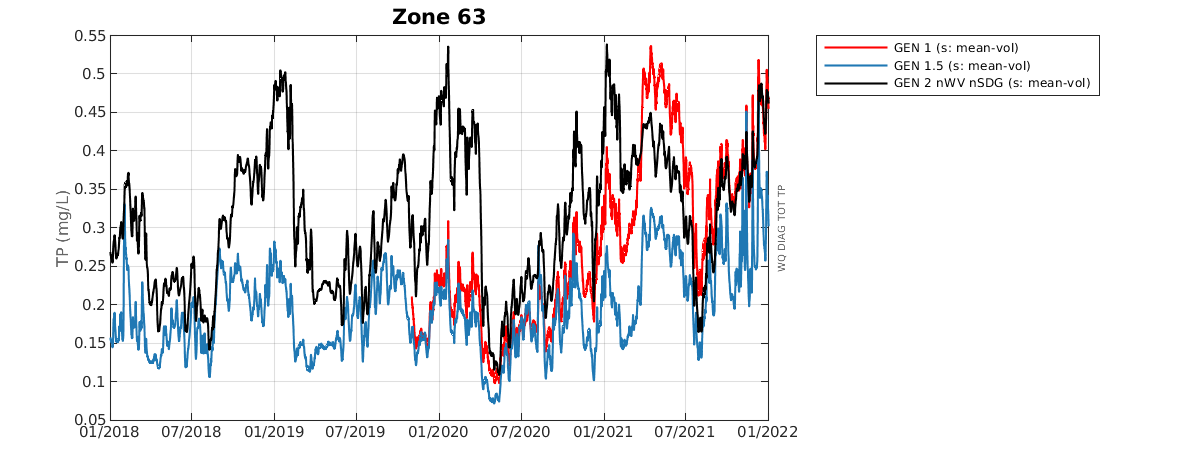 Zone 63
GEN 1 (s: mean-vol)
GEN 1.5 (s: mean-vol)
GEN 2 nWV nSDG (s: mean-vol)
TP (mg/L)
0.55
0.5
0.45
0.4
0.35
0.3
0.25
0.2
0.15
0.1
0.05
01/2018 07/2018 01/2019 07/2019 01/2020 07/2020 01/2021 07/2021 01/2022
WQ DIAG TOT TP